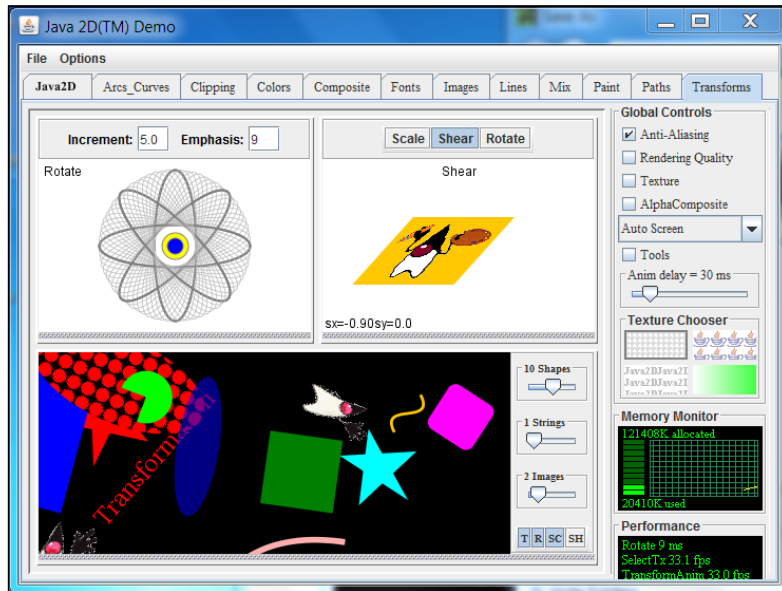 Java 2D(TM) Demo
File Options
Java2D Arcs_Curves Clipping Colors Composite Fonts Images Lines Mix Paint Paths Transforms
Increment: 5.0 Emphasis: 9
Rotate
Scale Shear Rotate
Shear
sx=-0.90sy=0.0
Transformation
10 Shapes
1 Strings
2 Images
T R SC SH
Global Controls
Anti-Aliasing
Rendering Quality
Texture
AlphaComposite
Auto Screen
Tools
Anim delay = 30 ms
Texture Chooser
Java2DJava2I
Java2DJava2I
Java2DJava2I
Memory Monitor
121408K allocated
20410K used
Performance
Rotate 9 ms
SelectTx 33.1 fps
TransformAnim 33.0 fps